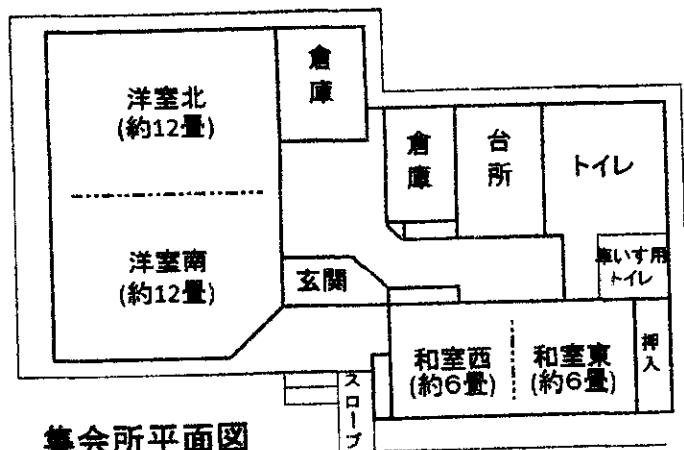 洋室北
(約12畳)
倉庫
倉庫
台所
トイレ
洋室南
(約12畳)
玄関
車いす用
トイレ
和室西
(約6畳)
和室東
(約6畳)
押入
スロープ
集会所平面図